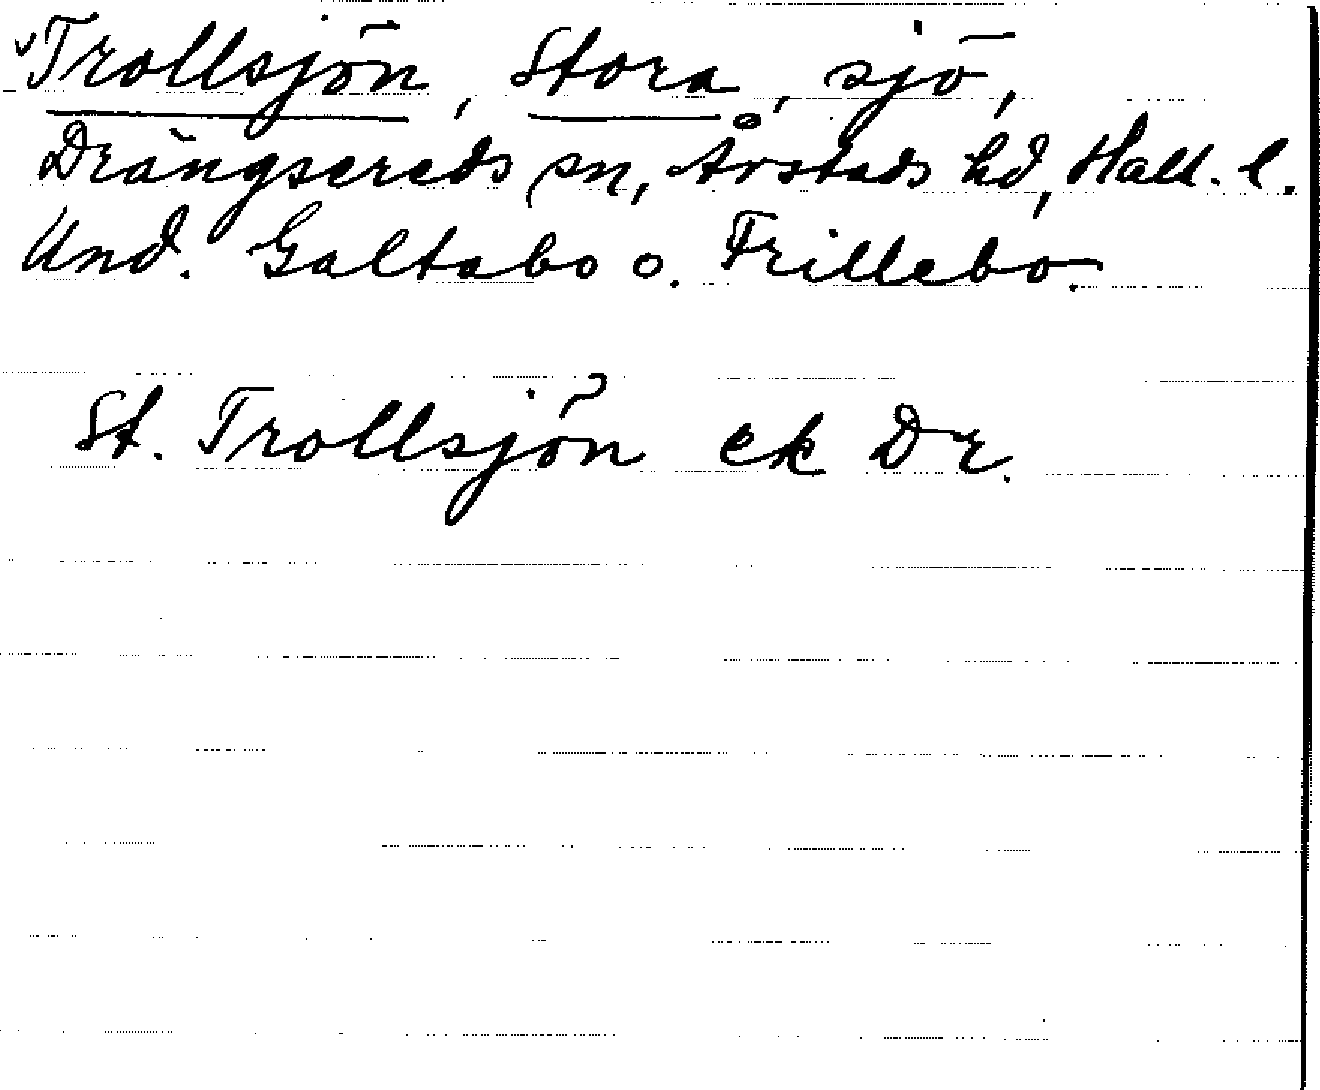 Trollsjön, Stora, sjö,
Drängsereds sn, Årstads hd, Hall. l.
Und. Galtabo o. Frillebo.
St. Trollsjön ek Dr.